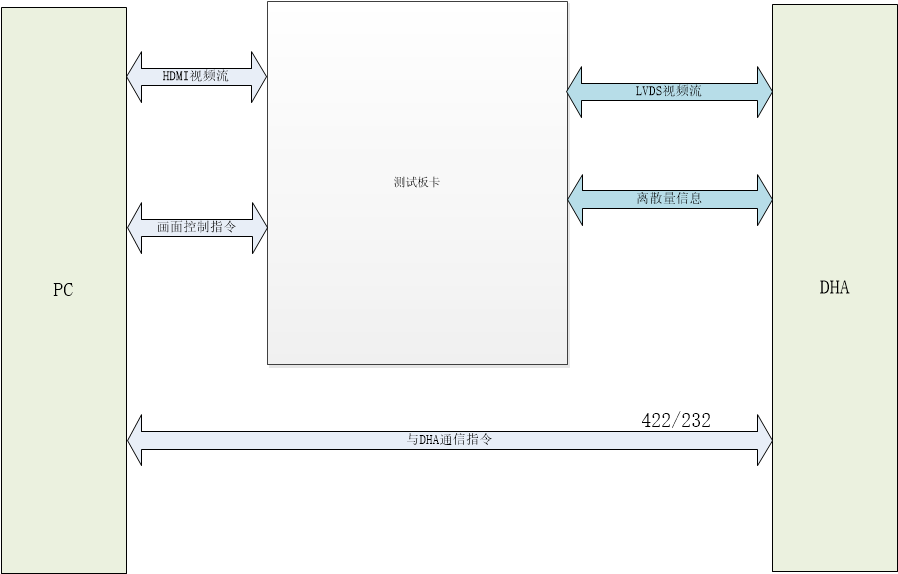 HDMI视频流
LVDS视频流
测试板卡
离散量信息
画面控制指令
PC
DHA
422/232
与DHA通信指令